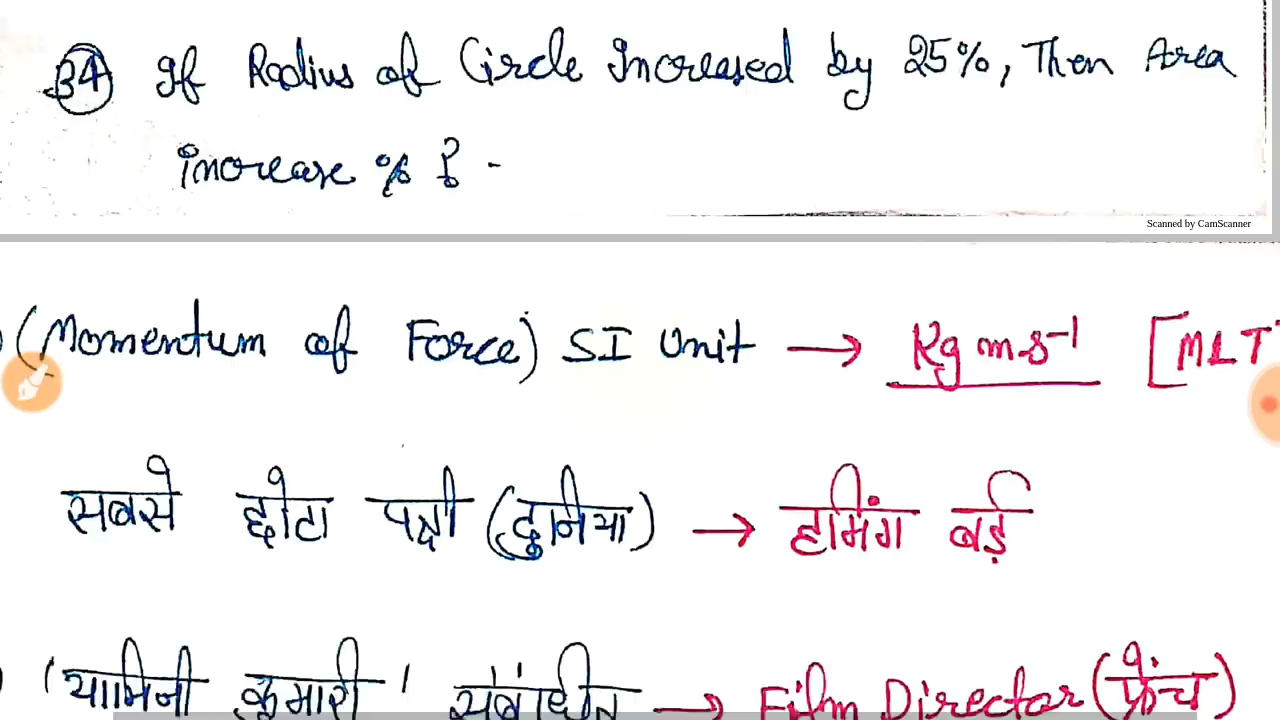 34 If Radius of Circle Increased by 25%, Then Area
increase % ? -
Scanned by CamScanner
(Momentum of Force) SI Unit → Kg m s-1 [MLT
सबसे छोटा पक्षी (दुनिया) → हमिंग बर्ड
'यामिनी कुमारी' संबंधित → Film Director (फ्रेंच)